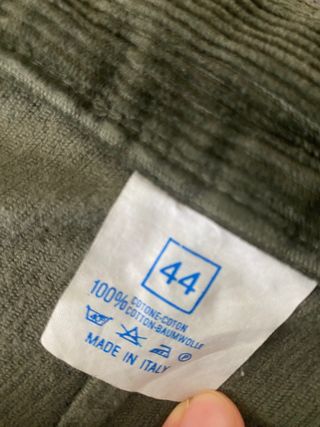 44
100% COTONE-COTON
COTTON-BAUMWOLLE
P
MADE IN ITALY